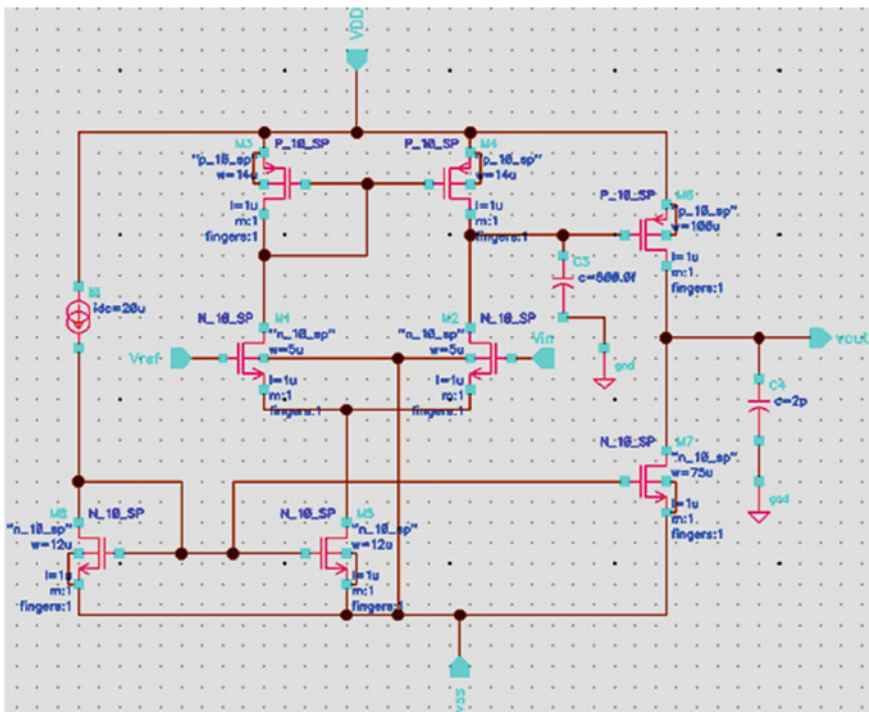 VDD
M3
P_10_SP
"p_10_sp"
w=14u
l=1u
m:1
fingers:1
P_10_SP
M4
"p_10_sp"
w=14u
l=1u
m:1
fingers:1
P_10_SP
M6
"p_10_sp"
w=100u
l=1u
m:1
fingers:1
C3
c=800.0f
gnd
idc=20u
N_10_SP
M1
"n_10_sp"
w=5u
l=1u
m:1
fingers:1
Vref
M2
N_10_SP
"n_10_sp"
w=5u
l=1u
m:1
fingers:1
Vin
vout
C4
c=2p
gnd
N_10_SP
M7
"n_10_sp"
w=75u
l=1u
m:1
fingers:1
M8
N_10_SP
"n_10_sp"
w=12u
l=1u
m:1
fingers:1
N_10_SP
M5
"n_10_sp"
w=12u
l=1u
m:1
fingers:1
vss